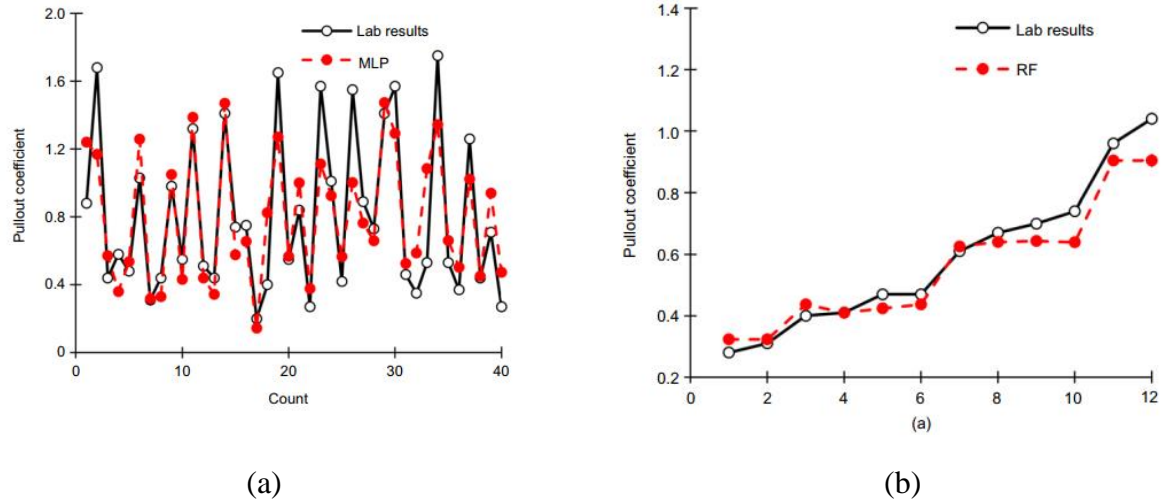 2.0
1.6
1.2
0.8
0.4
0
Pullout coefficient
Lab results
MLP
0 10 20 30 40
Count
1.4
1.2
1.0
0.8
0.6
0.4
0.2
Pullout coefficient
Lab results
RF
0 2 4 6 8 10 12
(a)
(a) (b)